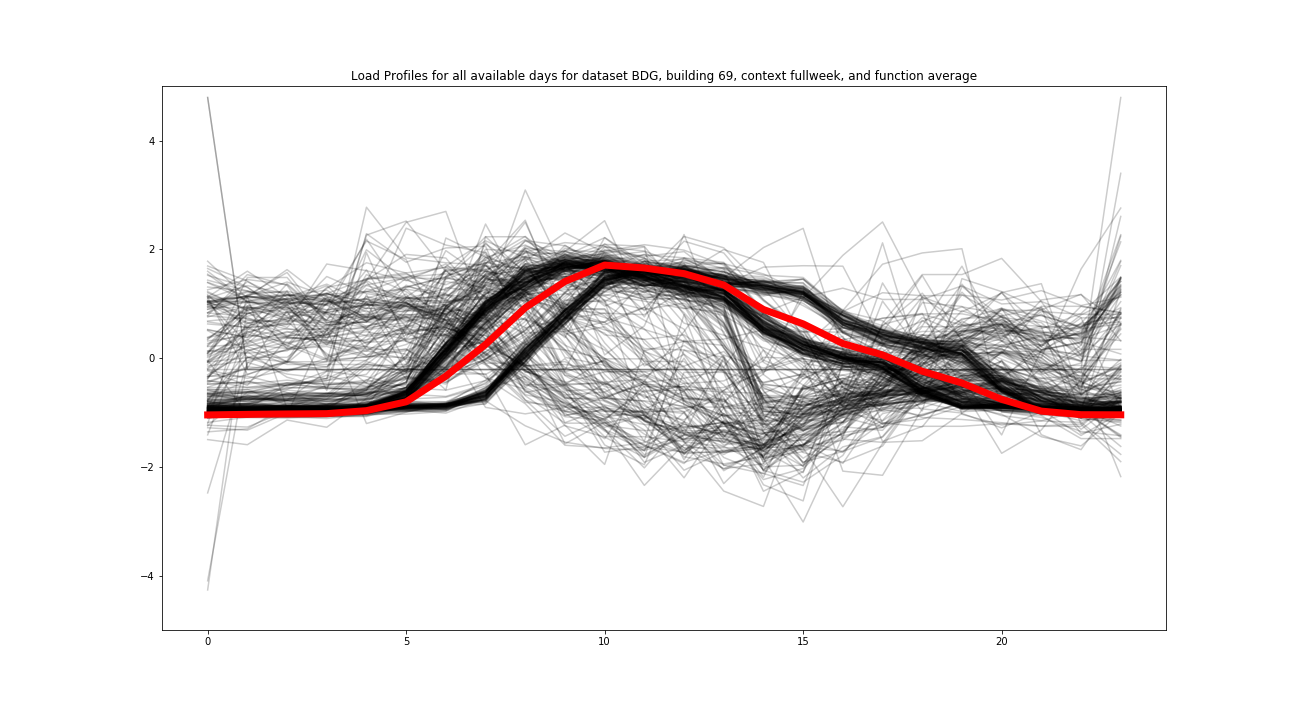 Load Profiles for all available days for dataset BDG, building 69, context fullweek, and function average
4
2
0
−2
−4
0 5 10 15 20